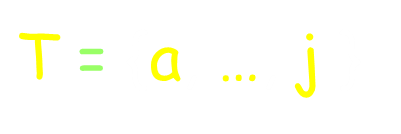 T = a ... j